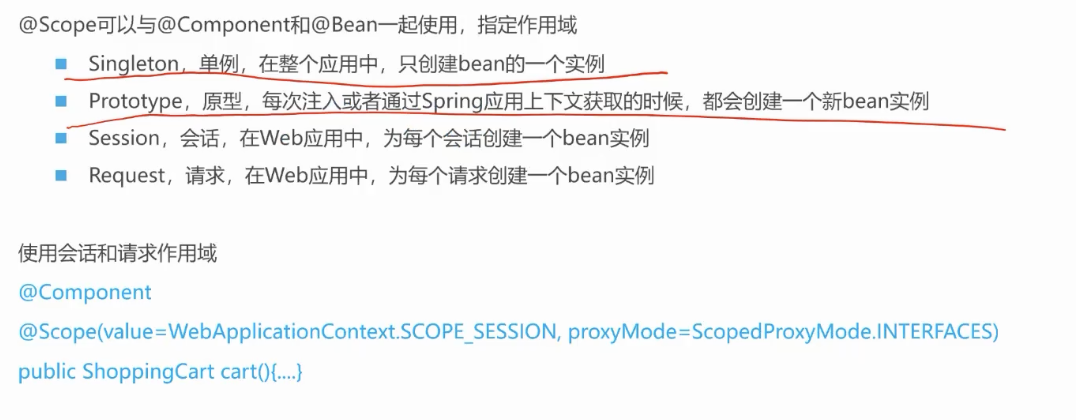 @Scope可以与@Component和@Bean一起使用，指定作用域
Singleton，单例，在整个应用中，只创建bean的一个实例
Prototype，原型，每次注入或者通过Spring应用上下文获取的时候，都会创建一个新bean实例
Session，会话，在Web应用中，为每个会话创建一个bean实例
Request，请求，在Web应用中，为每个请求创建一个bean实例
使用会话和请求作用域
@Component
@Scope(value=WebApplicationContext.SCOPE_SESSION, proxyMode=ScopedProxyMode.INTERFACES)
public ShoppingCart cart(){....}